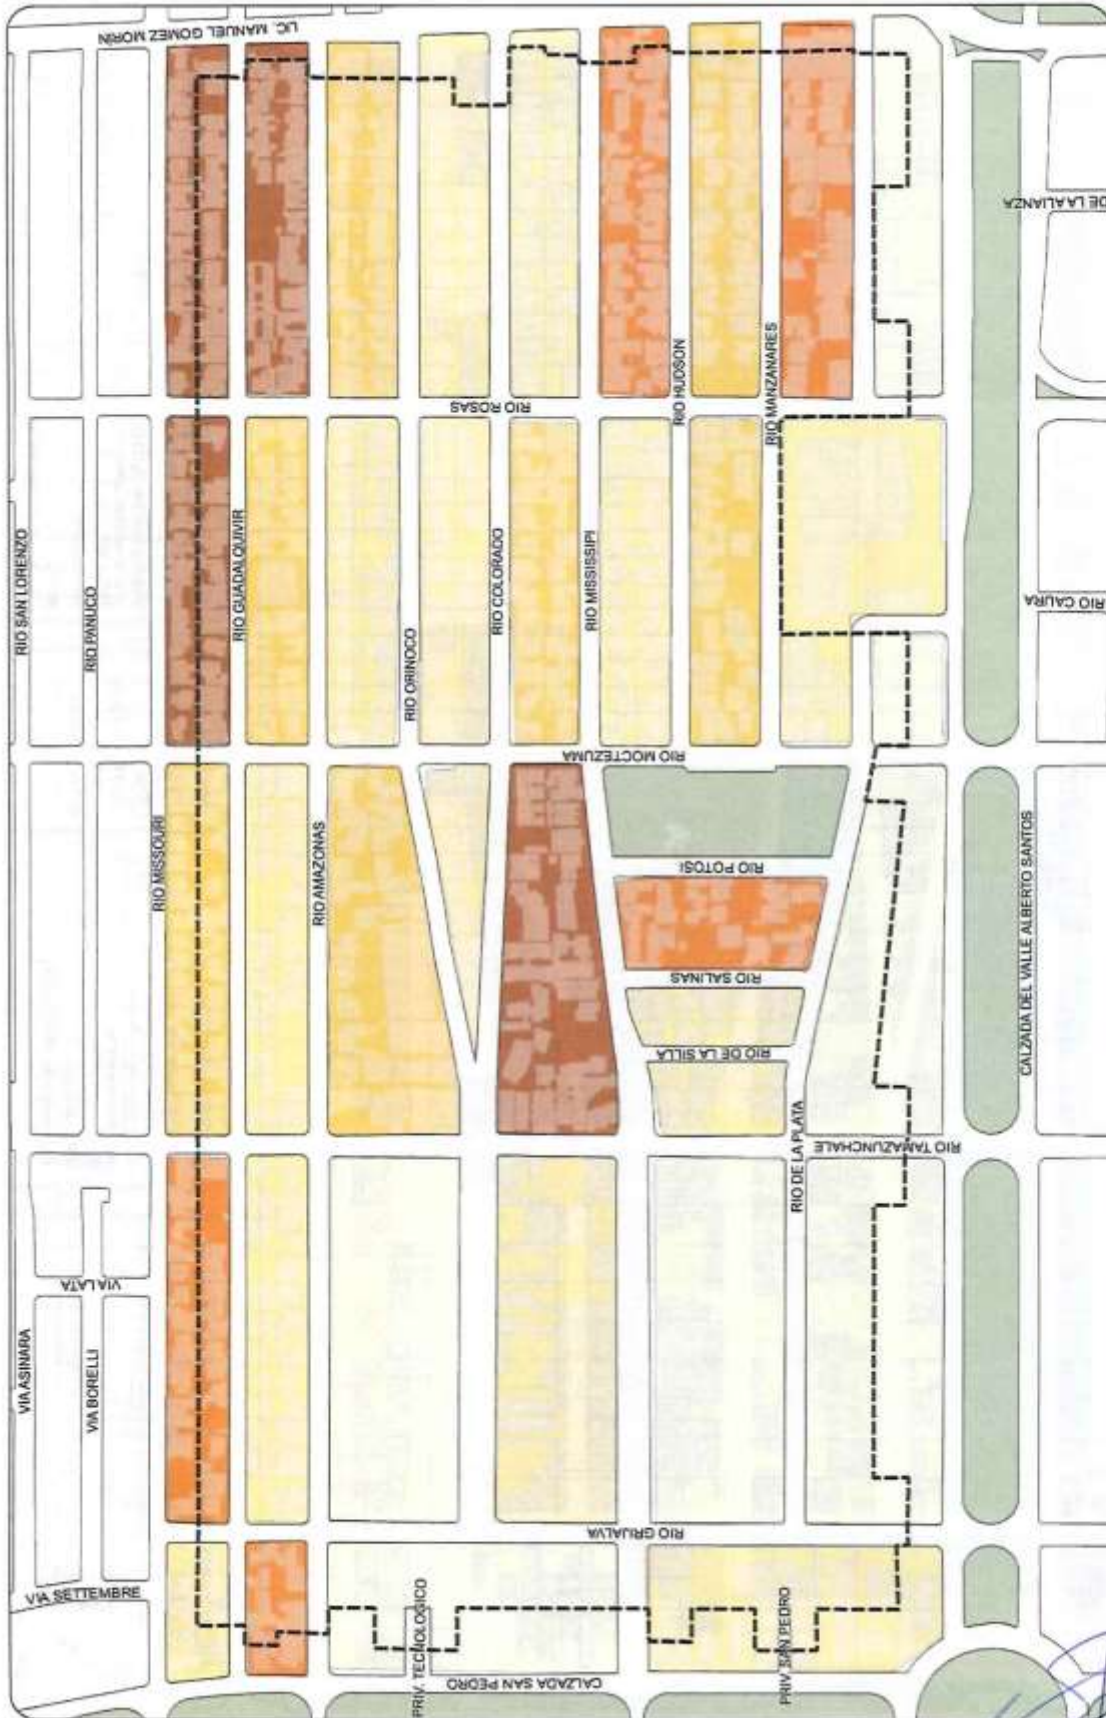 LIC. MANUEL GOMEZ MORIN
DE LA ALIANZA
RIO HUDSON
RIO MANZANARES
RIO ROSAS
RIO SAN LORENZO
RIO PANUCO
RIO GUADALQUIVIR
RIO ORINOCO
RIO COLORADO
RIO MISSISSIPI
RIO CAURA
RIO MOCTEZUMA
RIO MISSOURI
RIO AMAZONAS
RIO POTOSI
RIO SALINAS
RIO DE LA SILLA
CALZADA DEL VALLE ALBERTO SANTOS
RIO DE LA PLATA
RIO TAMAZUNCHALE
VIA LATA
VIA ASINARA
VIA BORELLI
RIO GRIJALVA
VIA SETTEMBRE
PRIV. TECNOLOGICO
PRIV. SAN PEDRO
CALZADA SAN PEDRO